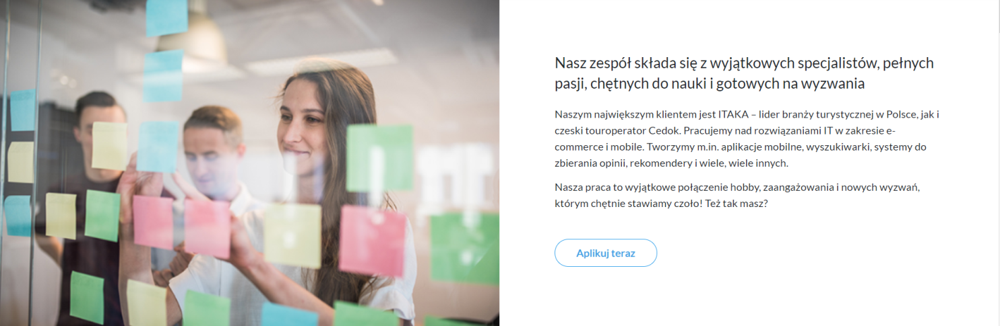 Nasz zespół składa się z wyjątkowych specjalistów, pełnych
pasji, chętnych do nauki i gotowych na wyzwania
Naszym największym klientem jest ITAKA – lider branży turystycznej w Polsce, jak i
czeski touroperator Cedok. Pracujemy nad rozwiązaniami IT w zakresie e-
commerce i mobile. Tworzymy m.in. aplikacje mobilne, wyszukiwarki, systemy do
zbierania opinii, rekomendery i wiele, wiele innych.
Nasza praca to wyjątkowe połączenie hobby, zaangażowania i nowych wyzwań,
którym chętnie stawiamy czoło! Też tak masz?
Aplikuj teraz